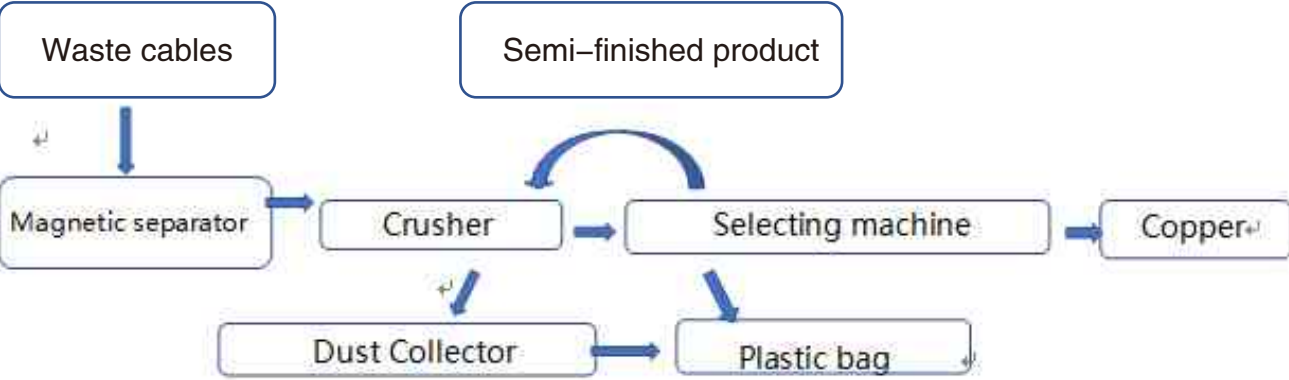 Waste cables
Semi–finished product
Magnetic separator
Crusher
Selecting machine
Copper↵
Dust Collector
Plastic bag